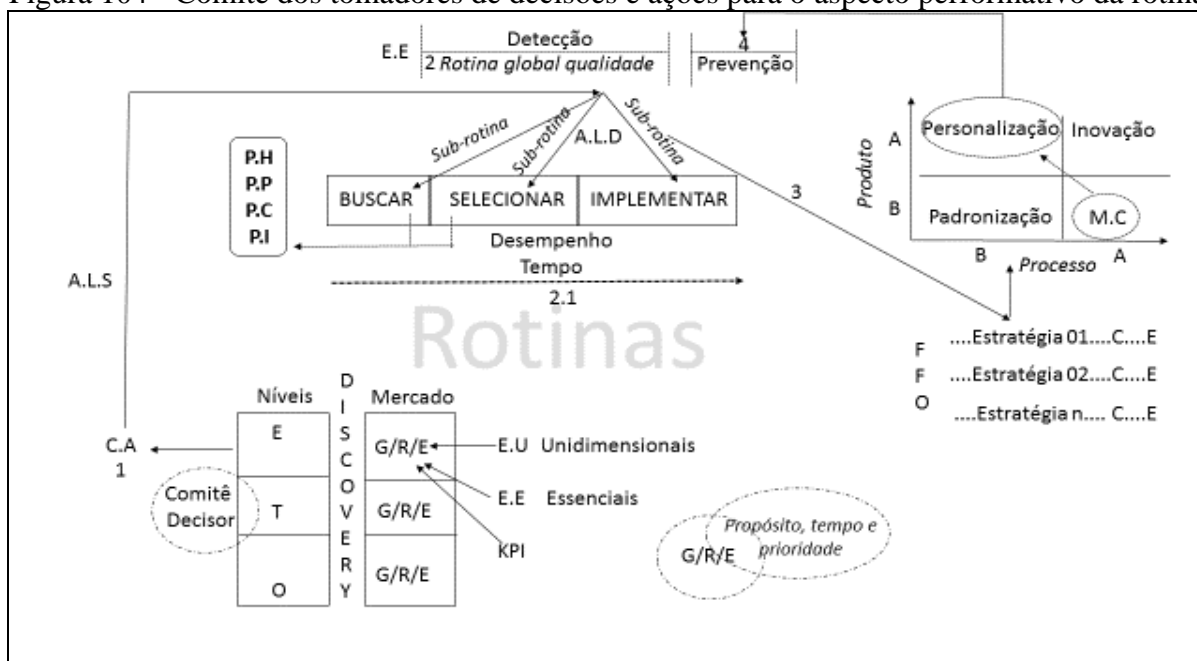 Figura 104 - Comitê dos tomadores de decisões e ações para o aspecto performativo da rotina
E.E
Detecção
2 Rotina global qualidade
4
Prevenção
Sub-rotina
Sub-rotina
Sub-rotina
A.L.D
P.H
P.P
P.C
P.I
BUSCAR
SELECIONAR
IMPLEMENTAR
Desempenho
Tempo
2.1
3
Produto
A
B
Personalização
Inovação
Padronização
M.C
B
A
Processo
A.L.S
Rotinas
F
F
O
....Estratégia 01....C....E
....Estratégia 02....C....E
....Estratégia n.... C....E
C.A
1
Comitê
Decisor
Níveis
E
T
O
D
I
S
C
O
V
E
R
Y
Mercado
G/R/E
G/R/E
G/R/E
E.U Unidimensionais
E.E Essenciais
KPI
G/R/E
Propósito, tempo e
prioridade